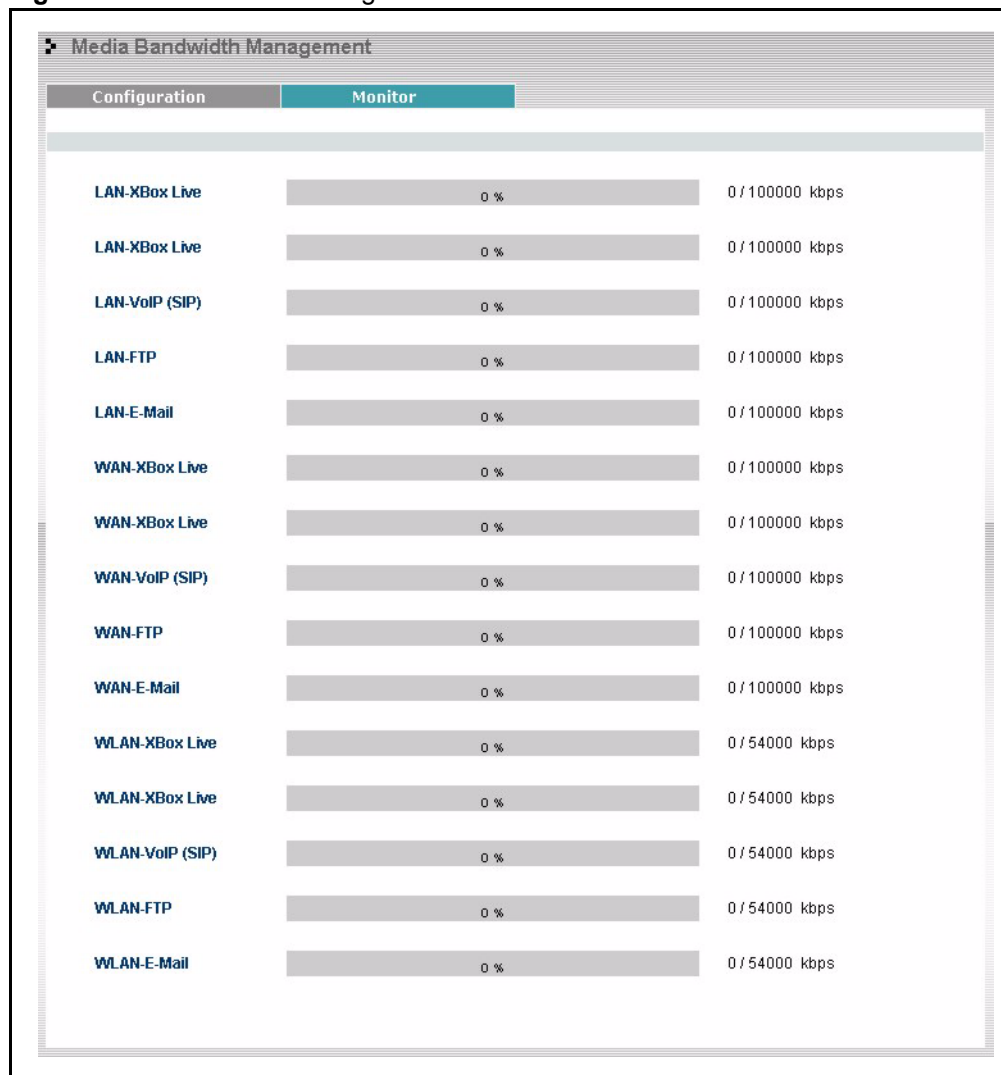 Media Bandwidth Management
Configuration Monitor
LAN-XBox Live 0 % 0 / 100000 kbps
LAN-XBox Live 0 % 0 / 100000 kbps
LAN-VoIP (SIP) 0 % 0 / 100000 kbps
LAN-FTP 0 % 0 / 100000 kbps
LAN-E-Mail 0 % 0 / 100000 kbps
WAN-XBox Live 0 % 0 / 100000 kbps
WAN-XBox Live 0 % 0 / 100000 kbps
WAN-VoIP (SIP) 0 % 0 / 100000 kbps
WAN-FTP 0 % 0 / 100000 kbps
WAN-E-Mail 0 % 0 / 100000 kbps
WLAN-XBox Live 0 % 0 / 54000 kbps
WLAN-XBox Live 0 % 0 / 54000 kbps
WLAN-VoIP (SIP) 0 % 0 / 54000 kbps
WLAN-FTP 0 % 0 / 54000 kbps
WLAN-E-Mail 0 % 0 / 54000 kbps